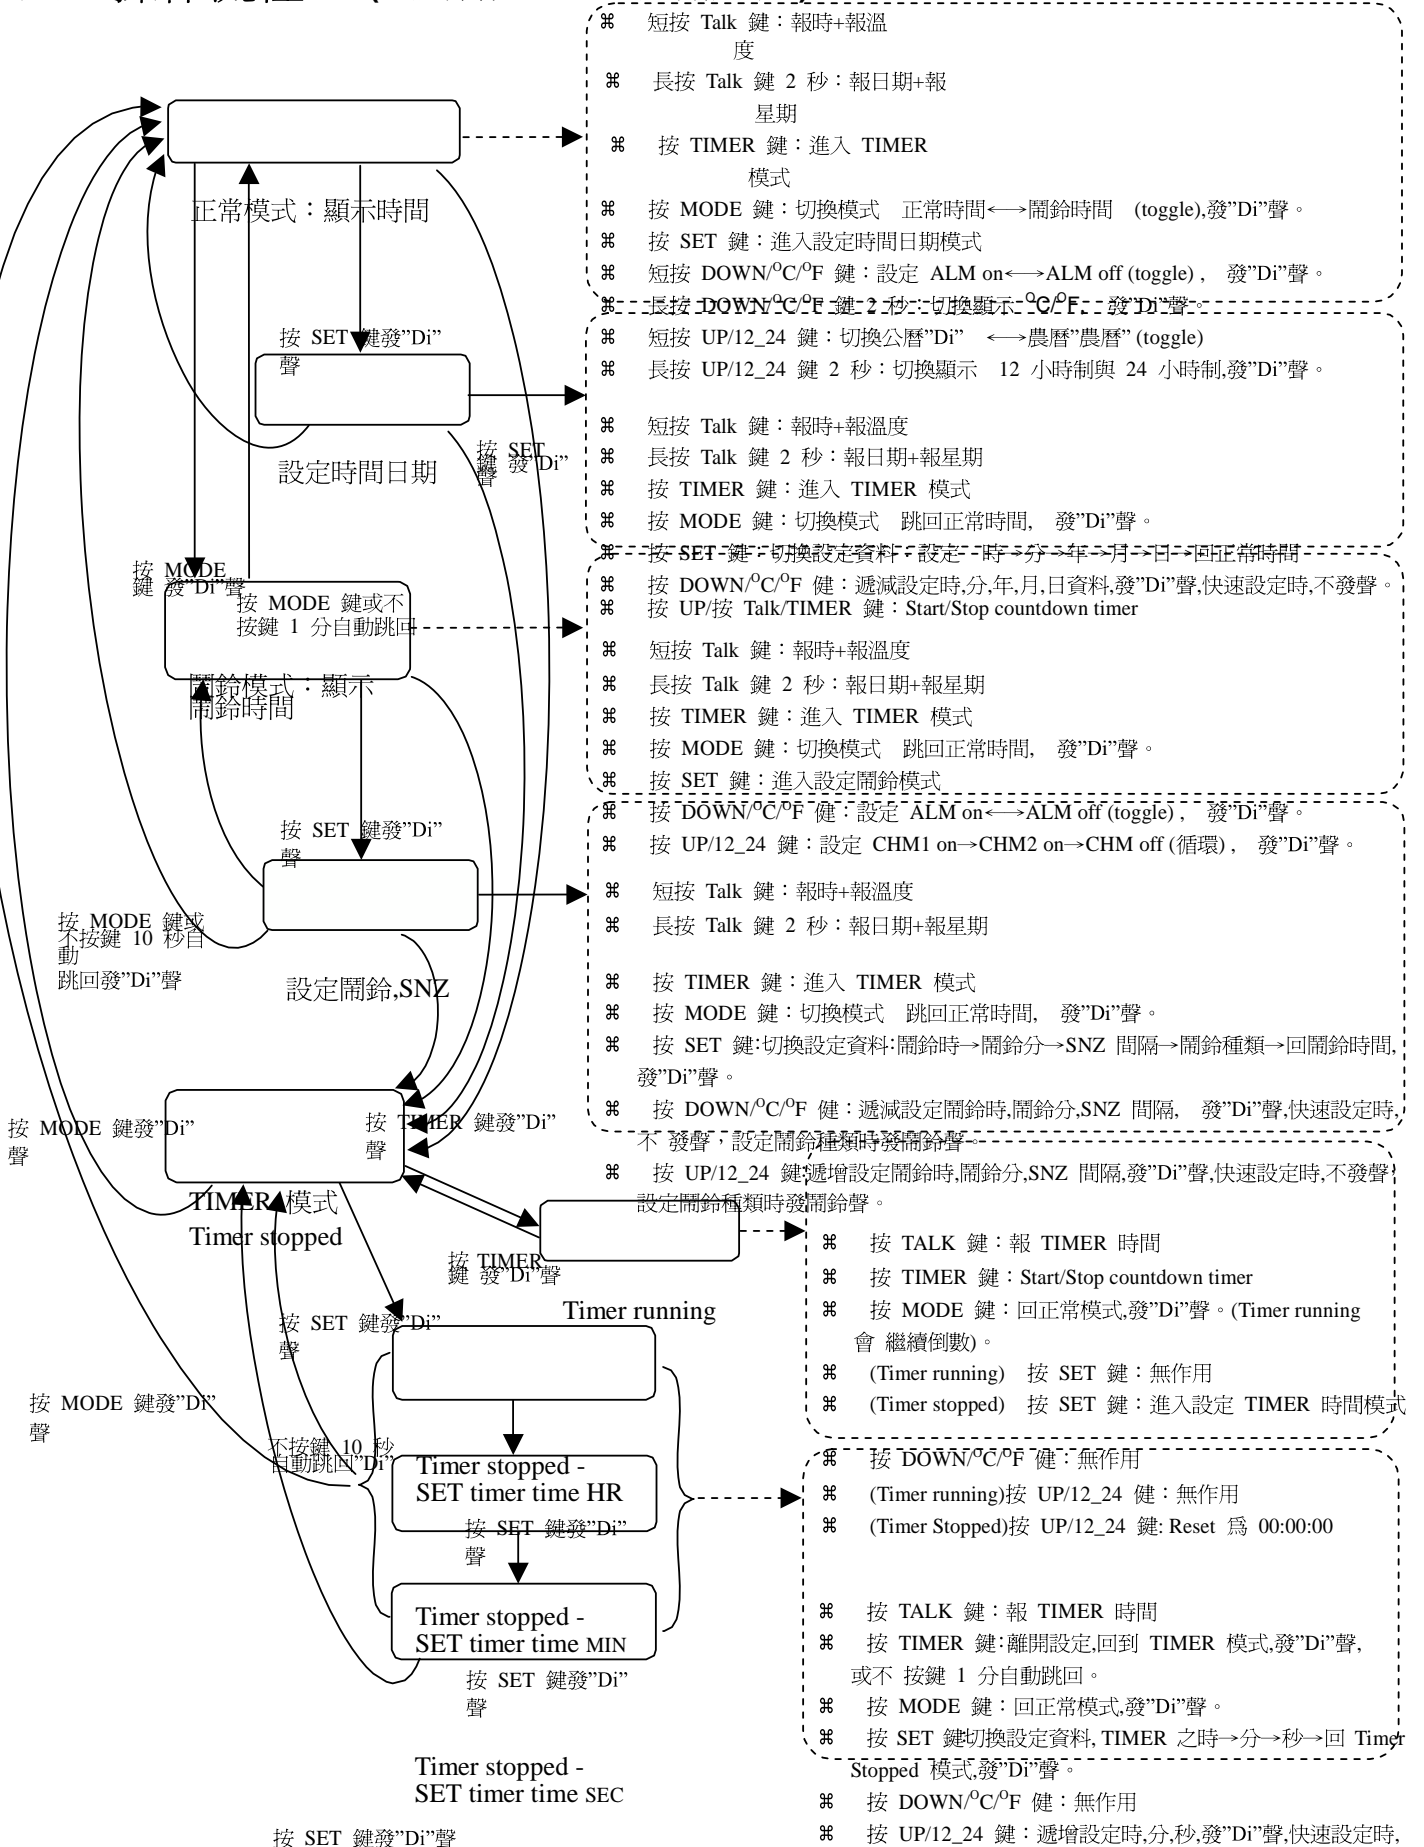 ⌘ 短按 Talk 鍵：報時+報溫
度
⌘ 長按 Talk 鍵 2 秒：報日期+報
星期
⌘ 按 TIMER 鍵：進入 TIMER
模式
⌘ 按 MODE 鍵：切換模式 正常時間←→鬧鈴時間 (toggle),發”Di”聲。
⌘ 按 SET 鍵：進入設定時間日期模式
⌘ 短按 DOWN/°C/°F 鍵：設定 ALM on←→ALM off (toggle) , 發”Di”聲。
⌘ 長按 DOWN/°C/°F 鍵 2 秒：切換顯示 °C/°F, 發”Di”聲。
⌘ 短按 UP/12_24 鍵：切換公曆”Di” ←→農曆”農曆” (toggle)
⌘ 長按 UP/12_24 鍵 2 秒：切換顯示 12 小時制與 24 小時制,發”Di”聲。
⌘ 短按 Talk 鍵：報時+報溫度
⌘ 長按 Talk 鍵 2 秒：報日期+報星期
⌘ 按 TIMER 鍵：進入 TIMER 模式
⌘ 按 MODE 鍵：切換模式 跳回正常時間, 發”Di”聲。
⌘ 按 SET 鍵：切換設定資料：設定 時→分→年→月→日→回正常時間
⌘ 按 DOWN/°C/°F 健：遞減設定時,分,年,月,日資料,發”Di”聲,快速設定時,不發聲。
⌘ 按 UP/按 Talk/TIMER 鍵：Start/Stop countdown timer
⌘ 短按 Talk 鍵：報時+報溫度
⌘ 長按 Talk 鍵 2 秒：報日期+報星期
⌘ 按 TIMER 鍵：進入 TIMER 模式
⌘ 按 MODE 鍵：切換模式 跳回正常時間, 發”Di”聲。
⌘ 按 SET 鍵：進入設定鬧鈴模式
⌘ 按 DOWN/°C/°F 健：設定 ALM on←→ALM off (toggle) , 發”Di”聲。
⌘ 按 UP/12_24 鍵：設定 CHM1 on→CHM2 on→CHM off (循環) , 發”Di”聲。
⌘ 短按 Talk 鍵：報時+報溫度
⌘ 長按 Talk 鍵 2 秒：報日期+報星期
⌘ 按 TIMER 鍵：進入 TIMER 模式
⌘ 按 MODE 鍵：切換模式 跳回正常時間, 發”Di”聲。
⌘ 按 SET 鍵:切換設定資料:鬧鈴時→鬧鈴分→SNZ 間隔→鬧鈴種類→回鬧鈴時間,
發”Di”聲。
⌘ 按 DOWN/°C/°F 健：遞減設定鬧鈴時,鬧鈴分,SNZ 間隔, 發”Di”聲,快速設定時,
不 發聲，設定鬧鈴種類時發鬧鈴聲。
⌘ 按 UP/12_24 鍵:遞增設定鬧鈴時,鬧鈴分,SNZ 間隔,發”Di”聲,快速設定時,不發聲,
設定鬧鈴種類時發鬧鈴聲。
⌘ 按 TALK 鍵：報 TIMER 時間
⌘ 按 TIMER 鍵：Start/Stop countdown timer
⌘ 按 MODE 鍵：回正常模式,發”Di”聲。(Timer running
會 繼續倒數)。
⌘ (Timer running) 按 SET 鍵：無作用
⌘ (Timer stopped) 按 SET 鍵：進入設定 TIMER 時間模式
⌘ 按 DOWN/°C/°F 健：無作用
⌘ (Timer running)按 UP/12_24 健：無作用
⌘ (Timer Stopped)按 UP/12_24 鍵: Reset 為 00:00:00
⌘ 按 TALK 鍵：報 TIMER 時間
⌘ 按 TIMER 鍵:離開設定,回到 TIMER 模式,發”Di”聲,
或不 按鍵 1 分自動跳回。
⌘ 按 MODE 鍵：回正常模式,發”Di”聲。
⌘ 按 SET 鍵切換設定資料, TIMER 之時→分→秒→回 Timer
Stopped 模式,發”Di”聲。
⌘ 按 DOWN/°C/°F 健：無作用
⌘ 按 UP/12_24 鍵：遞增設定時,分,秒,發”Di”聲,快速設定時,
正常模式：顯示時間
按 SET 鍵發”Di”
聲
設定時間日期
按 SET
鍵 發”Di”
聲
按 MODE
鍵 發”Di”聲
按 MODE 鍵或不
按鍵 1 分自動跳回
鬧鈴模式：顯示
鬧鈴時間
按 SET 鍵發”Di”
聲
按 MODE 鍵或
不按鍵 10 秒自
動
跳回發”Di”聲
設定鬧鈴,SNZ
按 MODE 鍵發”Di”
聲
按 TIMER 鍵發”Di”
聲
TIMER 模式
Timer stopped
按 TIMER
鍵 發”Di”聲
Timer running
按 SET 鍵發”Di”
聲
按 MODE 鍵發”Di”
聲
不按鍵 10 秒
自動跳回”Di”
Timer stopped -
SET timer time HR
按 SET 鍵發”Di”
聲
Timer stopped -
SET timer time MIN
按 SET 鍵發”Di”
聲
Timer stopped -
SET timer time SEC
按 SET 鍵發”Di”聲